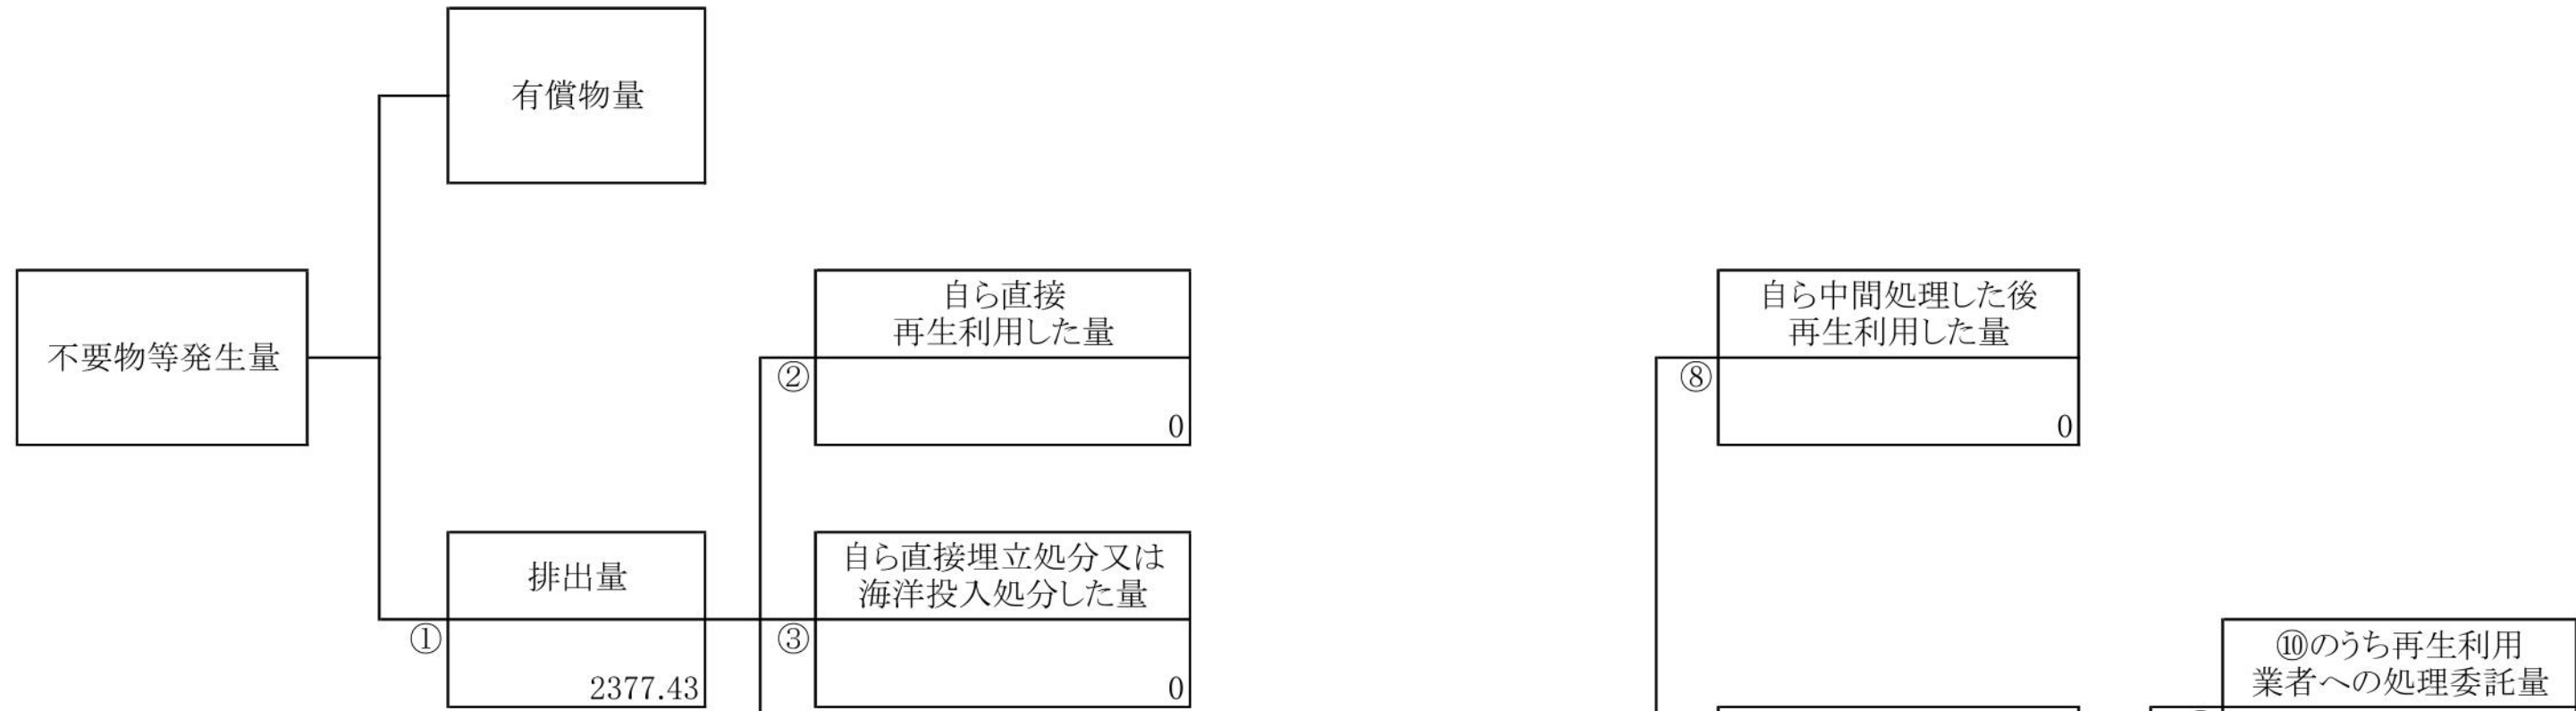 有償物量
不要物等発生量
自ら直接
再生利用した量
②
0
自ら中間処理した後
再生利用した量
⑧
0
排出量
①
2377.43
自ら直接埋立処分又は
海洋投入処分した量
③
0
⑩のうち再生利用
業者への処理委託量